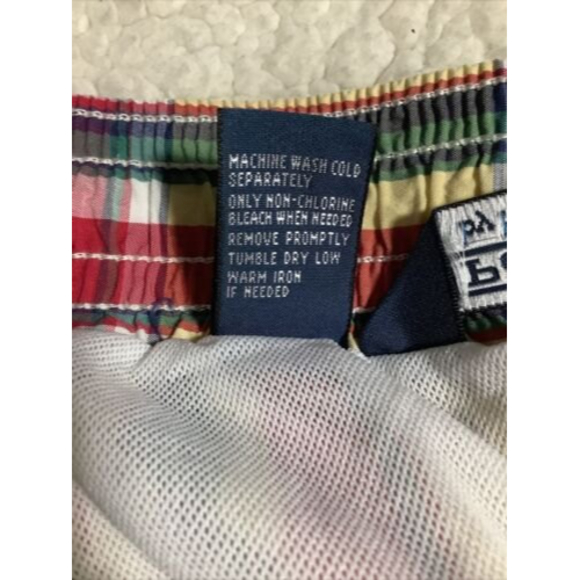 MACHINE WASH COLD
SEPARATELY
ONLY NON-CHLORINE
BLEACH WHEN NEEDED
REMOVE PROMPTLY
TUMBLE DRY LOW
WARM IRON
IF NEEDED